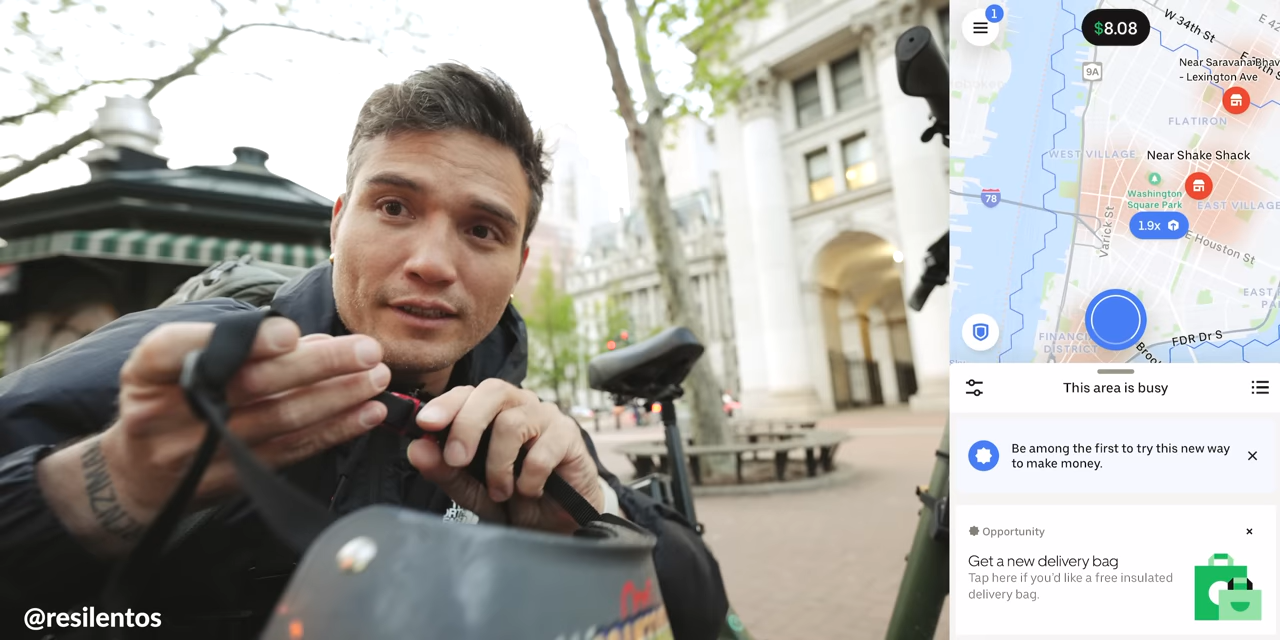 @resilentos
1
$8.08
W 34th St
9A
Near Saravana Bhav
- Lexington Ave
FLATIRON
WEST VILLAGE
Near Shake Shack
78
Washington
Square Park
EAST VILLAGE
1.9x
Varick St
E Houston St
EAST
FINANCIAL
DISTRICT
FDR Dr S
This area is busy
Be among the first to try this new way
to make money.
Opportunity
Get a new delivery bag
Tap here if you'd like a free insulated
delivery bag.